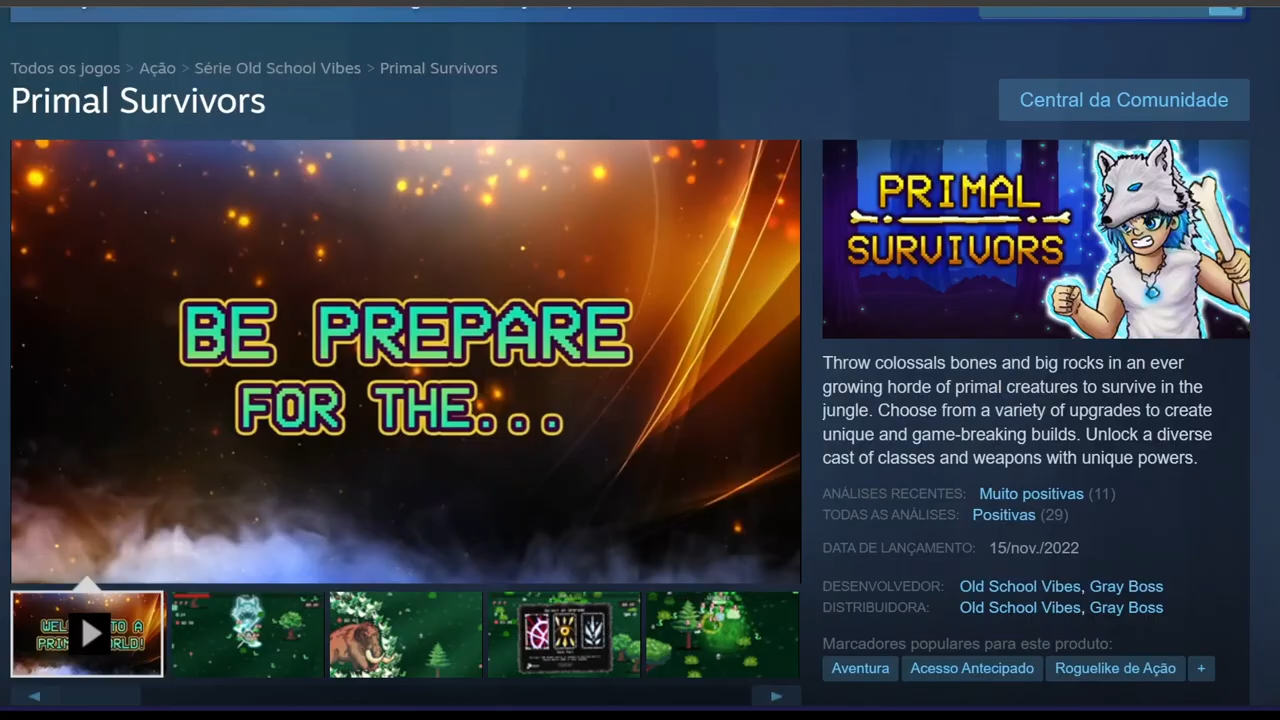 Todos os jogos > Ação > Série Old School Vibes > Primal Survivors
Primal Survivors
Central da Comunidade
BE PREPARE
FOR THE...
PRIMAL
SURVIVORS
Throw colossals bones and big rocks in an ever
growing horde of primal creatures to survive in the
jungle. Choose from a variety of upgrades to create
unique and game-breaking builds. Unlock a diverse
cast of classes and weapons with unique powers.
ANÁLISES RECENTES: Muito positivas (11)
TODAS AS ANÁLISES: Positivas (29)
DATA DE LANÇAMENTO: 15/nov./2022
DESENVOLVEDOR: Old School Vibes, Gray Boss
DISTRIBUIDORA: Old School Vibes, Gray Boss
Marcadores populares para este produto:
Aventura Acesso Antecipado Roguelike de Ação +